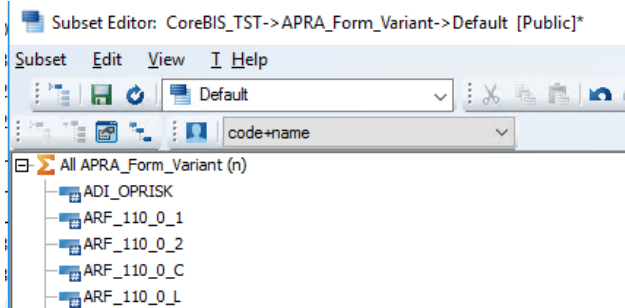 Subset Editor: CoreBIS_TST->APRA_Form_Variant->Default [Public]*
Subset Edit View I Help
Default
code+name
All APRA_Form_Variant (n)
ADI_OPRISK
ARF_110_0_1
ARF_110_0_2
ARF_110_0_C
ARF_110_0_L